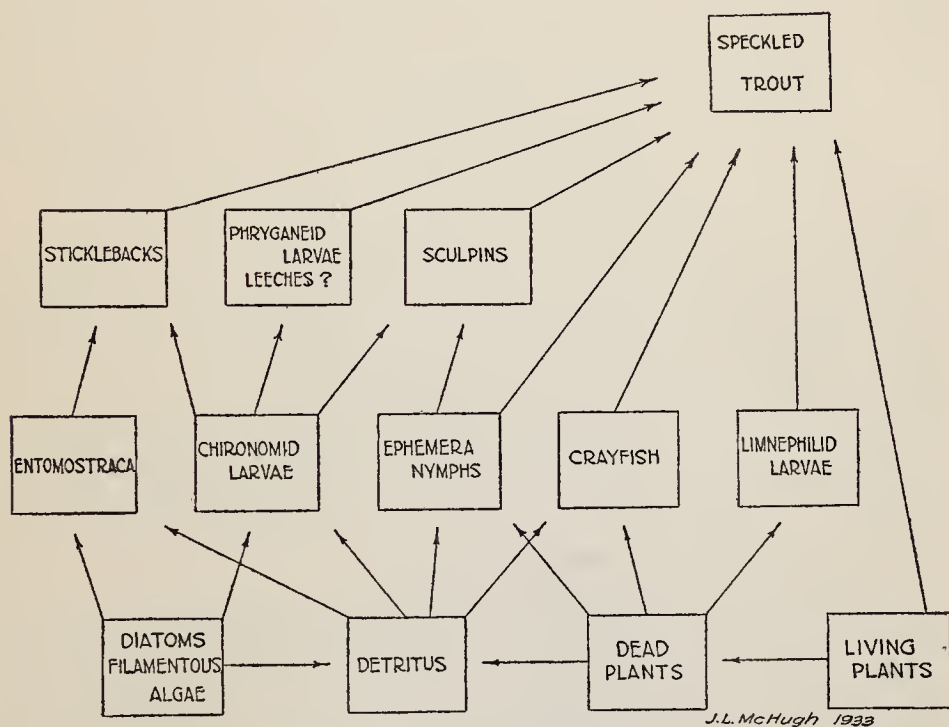 SPECKLED
TROUT
STICKLEBACKS
PHRYGANEID
LARVAE
LEECHES ?
SCULPINS
ENTOMOSTRACA
CHIRONOMID
LARVAE
EPHEMERA
NYMPHS
CRAYFISH
LIMNEPHILID
LARVAE
DIATOMS
FILAMENTOUS
ALGAE
DETRITUS
DEAD
PLANTS
LIVING
PLANTS
J.L. McHugh 1933